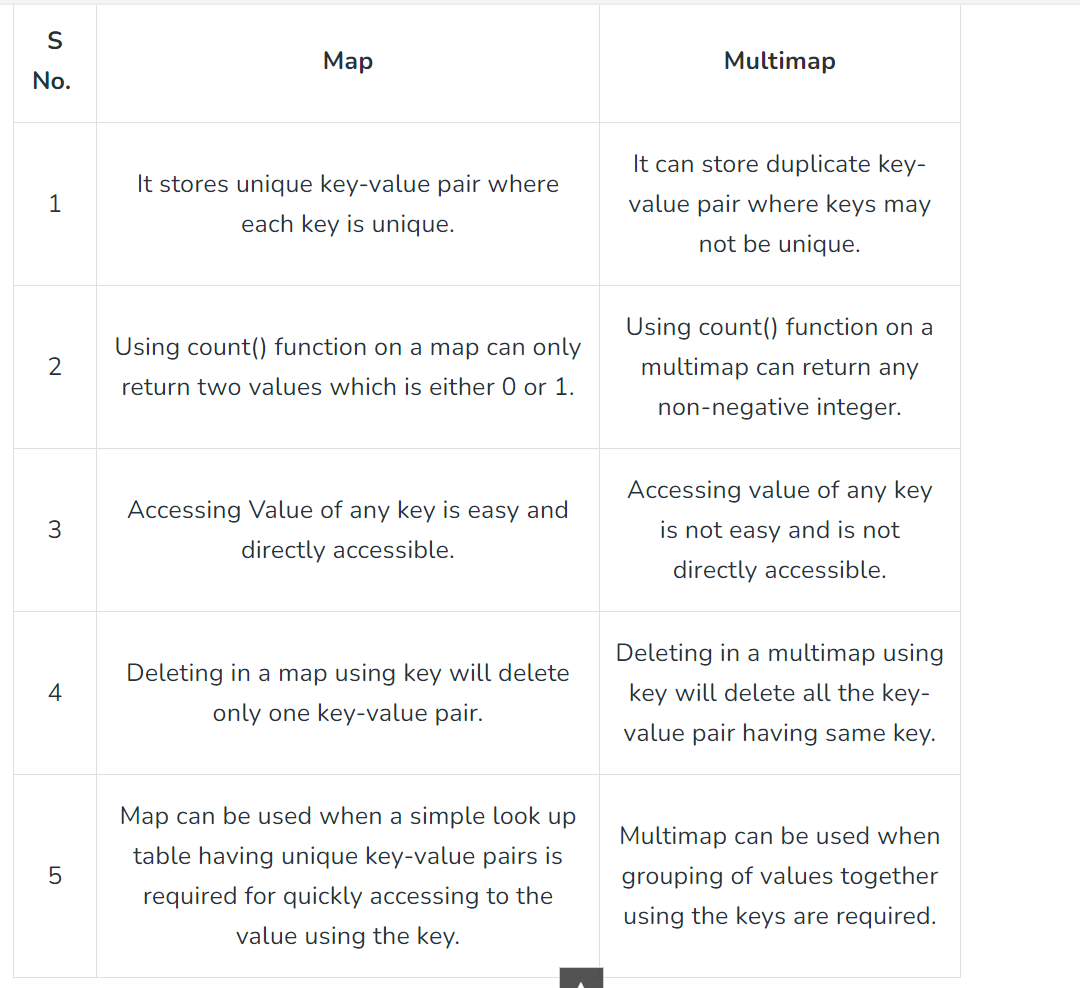 S
No.
Map
Multimap
1
It stores unique key-value pair where
each key is unique.
It can store duplicate key-
value pair where keys may
not be unique.
2
Using count() function on a map can only
return two values which is either 0 or 1.
Using count() function on a
multimap can return any
non-negative integer.
3
Accessing Value of any key is easy and
directly accessible.
Accessing value of any key
is not easy and is not
directly accessible.
4
Deleting in a map using key will delete
only one key-value pair.
Deleting in a multimap using
key will delete all the key-
value pair having same key.
5
Map can be used when a simple look up
table having unique key-value pairs is
required for quickly accessing to the
value using the key.
Multimap can be used when
grouping of values together
using the keys are required.